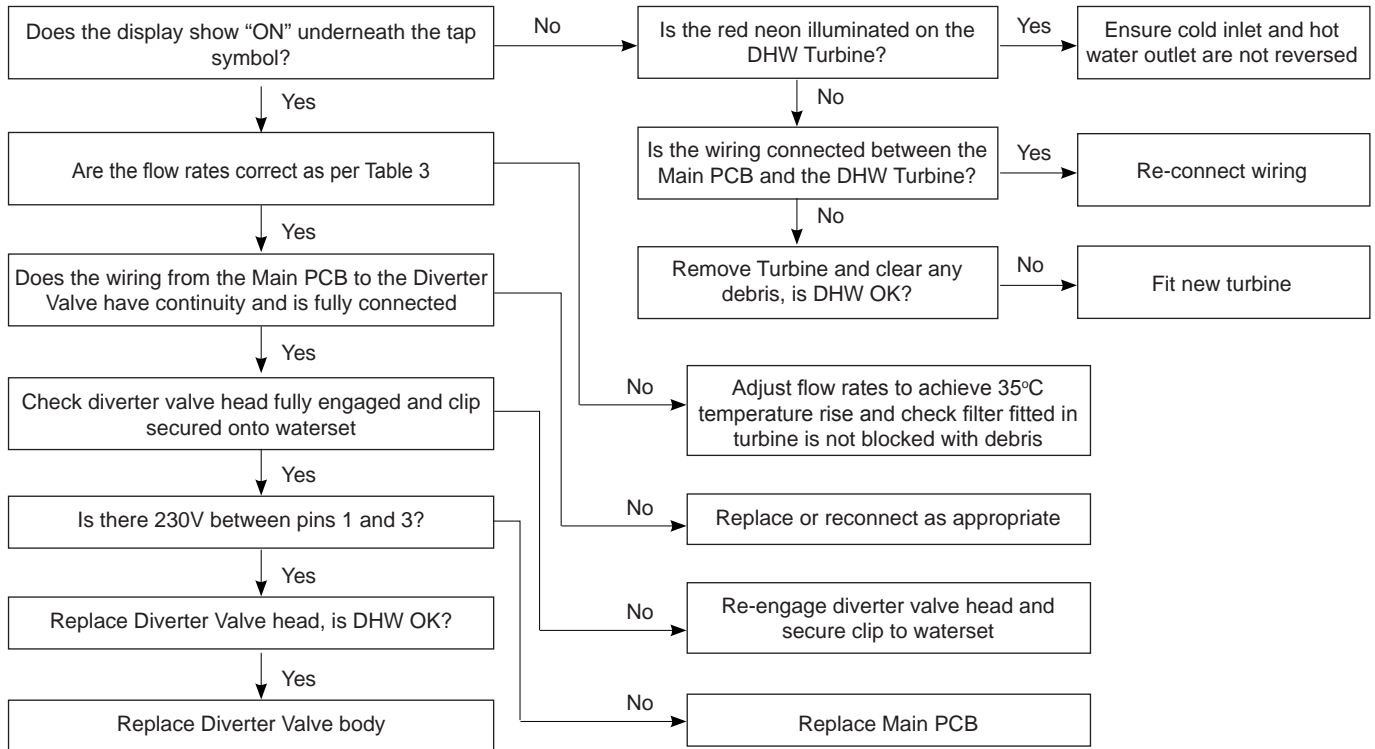 Does the display show “ON” underneath the tap
symbol?
No
Is the red neon illuminated on the
DHW Turbine?
Yes
Ensure cold inlet and hot
water outlet are not reversed
Yes
No
Are the flow rates correct as per Table 3
Is the wiring connected between the
Main PCB and the DHW Turbine?
Yes
Re-connect wiring
Yes
No
Does the wiring from the Main PCB to the Diverter
Valve have continuity and is fully connected
Remove Turbine and clear any
debris, is DHW OK?
No
Fit new turbine
Yes
Check diverter valve head fully engaged and clip
secured onto waterset
No
Adjust flow rates to achieve 35°C
temperature rise and check filter fitted in
turbine is not blocked with debris
Yes
Is there 230V between pins 1 and 3?
No
Replace or reconnect as appropriate
Yes
Replace Diverter Valve head, is DHW OK?
No
Re-engage diverter valve head and
secure clip to waterset
Yes
Replace Diverter Valve body
No
Replace Main PCB